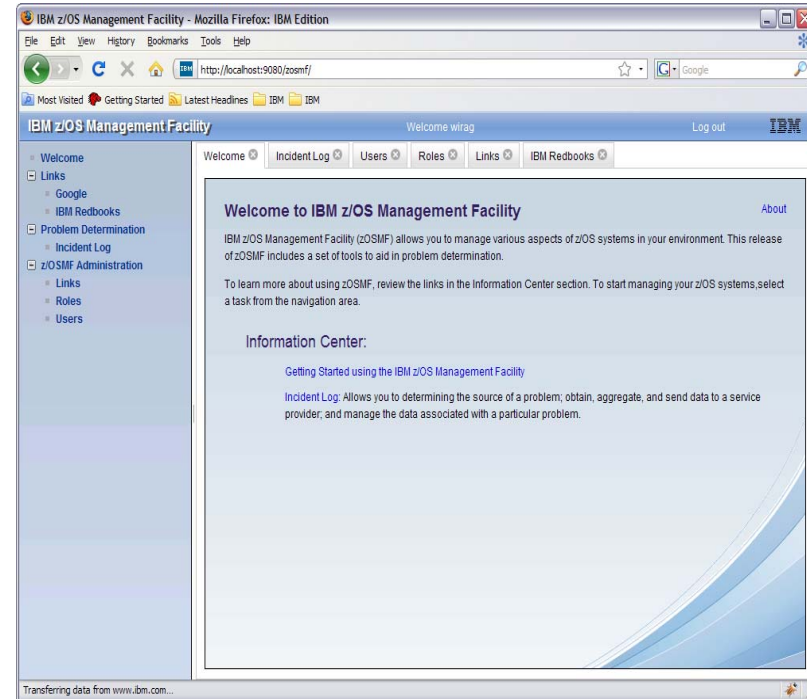 IBM z/OS Management Facility - Mozilla Firefox: IBM Edition
File Edit View History Bookmarks Tools Help
IBM http://localhost:9080/zosmf/ G Google
Most Visited Getting Started Latest Headlines IBM IBM
IBM z/OS Management Facility Welcome wirag Log out IBM
Welcome
Links
Google
IBM Redbooks
Problem Determination
Incident Log
z/OSMF Administration
Links
Roles
Users
Welcome Incident Log Users Roles Links IBM Redbooks
Welcome to IBM z/OS Management Facility About
IBM z/OS Management Facility (zOSMF) allows you to manage various aspects of z/OS systems in your environment. This release
of zOSMF includes a set of tools to aid in problem determination.
To learn more about using zOSMF, review the links in the Information Center section. To start managing your z/OS systems,select
a task from the navigation area.
Information Center:
Getting Started using the IBM z/OS Management Facility
Incident Log: Allows you to determining the source of a problem; obtain, aggregate, and send data to a service
provider; and manage the data associated with a particular problem.
Transferring data from www.ibm.com...